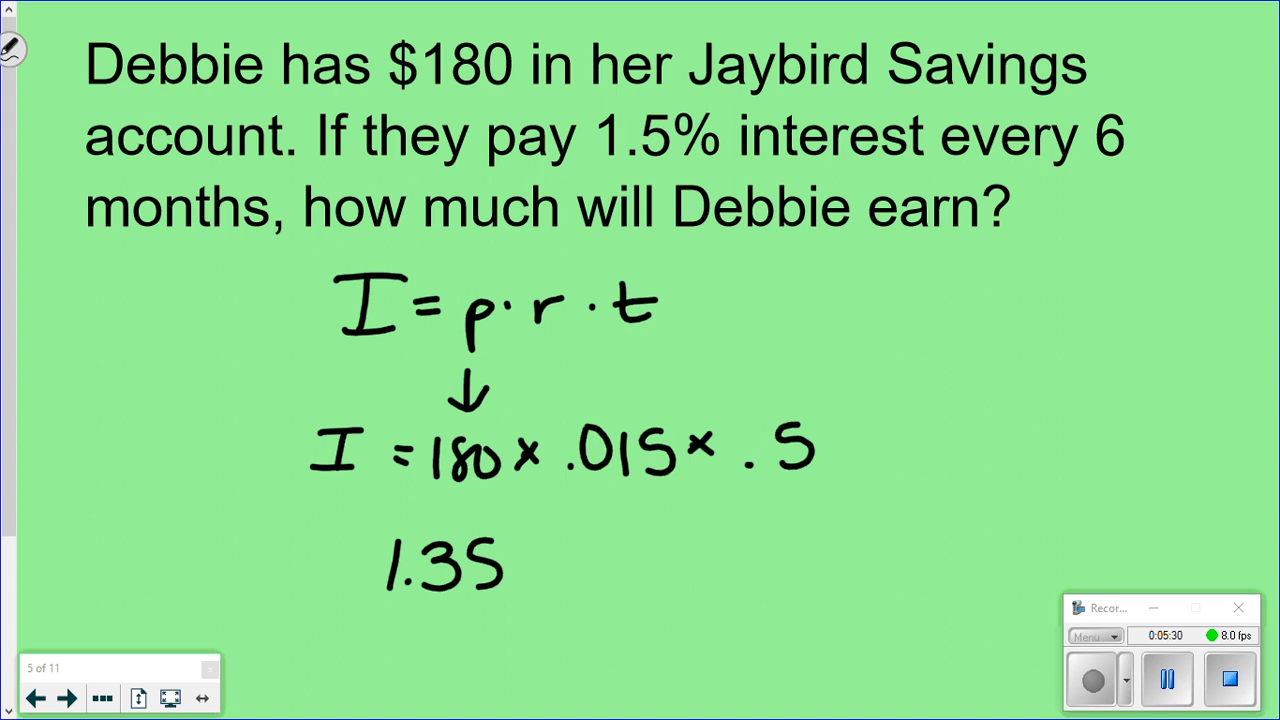 Debbie has $180 in her Jaybird Savings
account. If they pay 1.5% interest every 6
months, how much will Debbie earn?
I = p · r · t
↓
I = 180 × .015 × .5
1.35
Recor...
Menu
0:05:30
8.0 fps
5 of 11